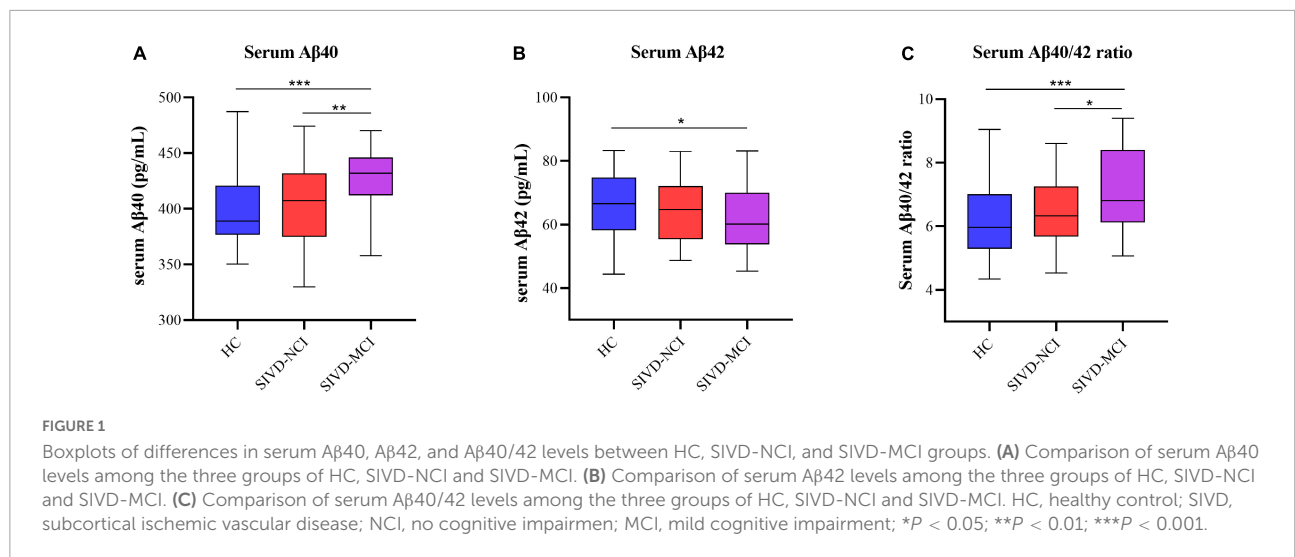 A
Serum Aβ40
***
**
500
450
400
350
300
serum Aβ40 (pg/mL)
HC
SIVD-NCI
SIVD-MCI
B
Serum Aβ42
*
100
80
60
40
serum Aβ42 (pg/mL)
HC
SIVD-NCI
SIVD-MCI
C
Serum Aβ40/42 ratio
***
*
10
8
6
4
Serum Aβ40/42 ratio
HC
SIVD-NCI
SIVD-MCI
FIGURE 1
Boxplots of differences in serum Aβ40, Aβ42, and Aβ40/42 levels between HC, SIVD-NCI, and SIVD-MCI groups. (A) Comparison of serum Aβ40
levels among the three groups of HC, SIVD-NCI and SIVD-MCI. (B) Comparison of serum Aβ42 levels among the three groups of HC, SIVD-NCI
and SIVD-MCI. (C) Comparison of serum Aβ40/42 levels among the three groups of HC, SIVD-NCI and SIVD-MCI. HC, healthy control; SIVD,
subcortical ischemic vascular disease; NCI, no cognitive impairmen; MCI, mild cognitive impairment; *P < 0.05; **P < 0.01; ***P < 0.001.